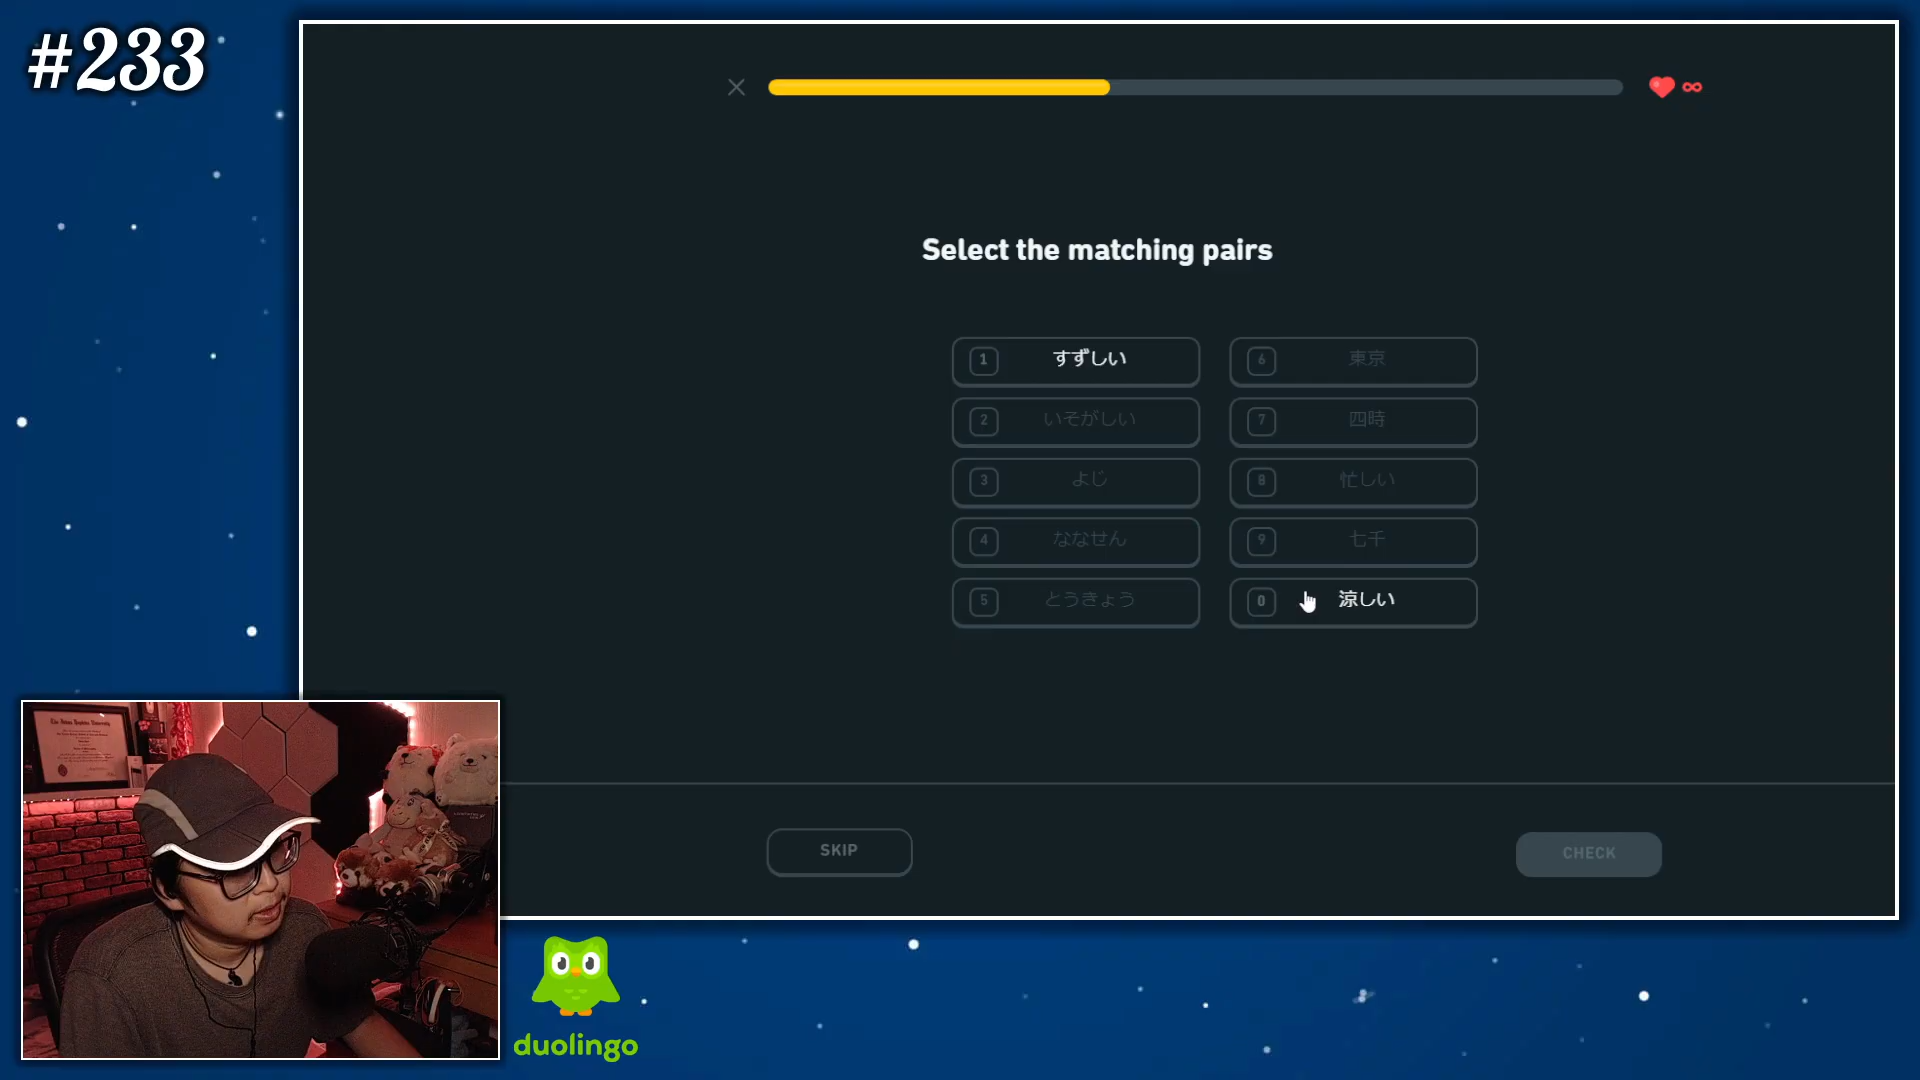 #233
∞
Select the matching pairs
1 すずしい
2 いそがしい
3 よじ
4 ななせん
5 とうきょう
6 東京
7 四時
8 忙しい
9 七千
0 涼しい
SKIP
CHECK
duolingo